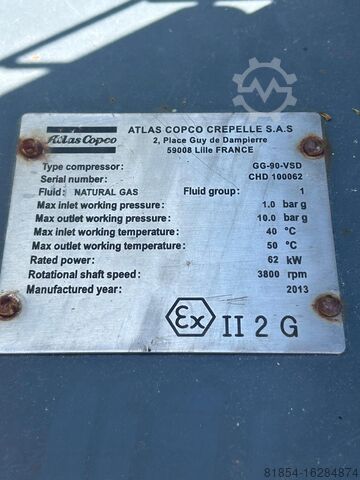 Atlas Copco
ATLAS COPCO CREPELLE S.A.S
2, Place Guy de Dampierre
59008 Lille FRANCE
Type compressor: GG-90-VSD
Serial number: CHD 100062
Fluid: NATURAL GAS Fluid group: 1
Max inlet working pressure: 1.0 bar g
Max outlet working pressure: 10.0 bar g
Max inlet working temperature: 40 °C
Max outlet working temperature: 50 °C
Rated power: 62 kW
Rotational shaft speed: 3800 rpm
Manufactured year: 2013
Ex II 2 G
81854-16284874